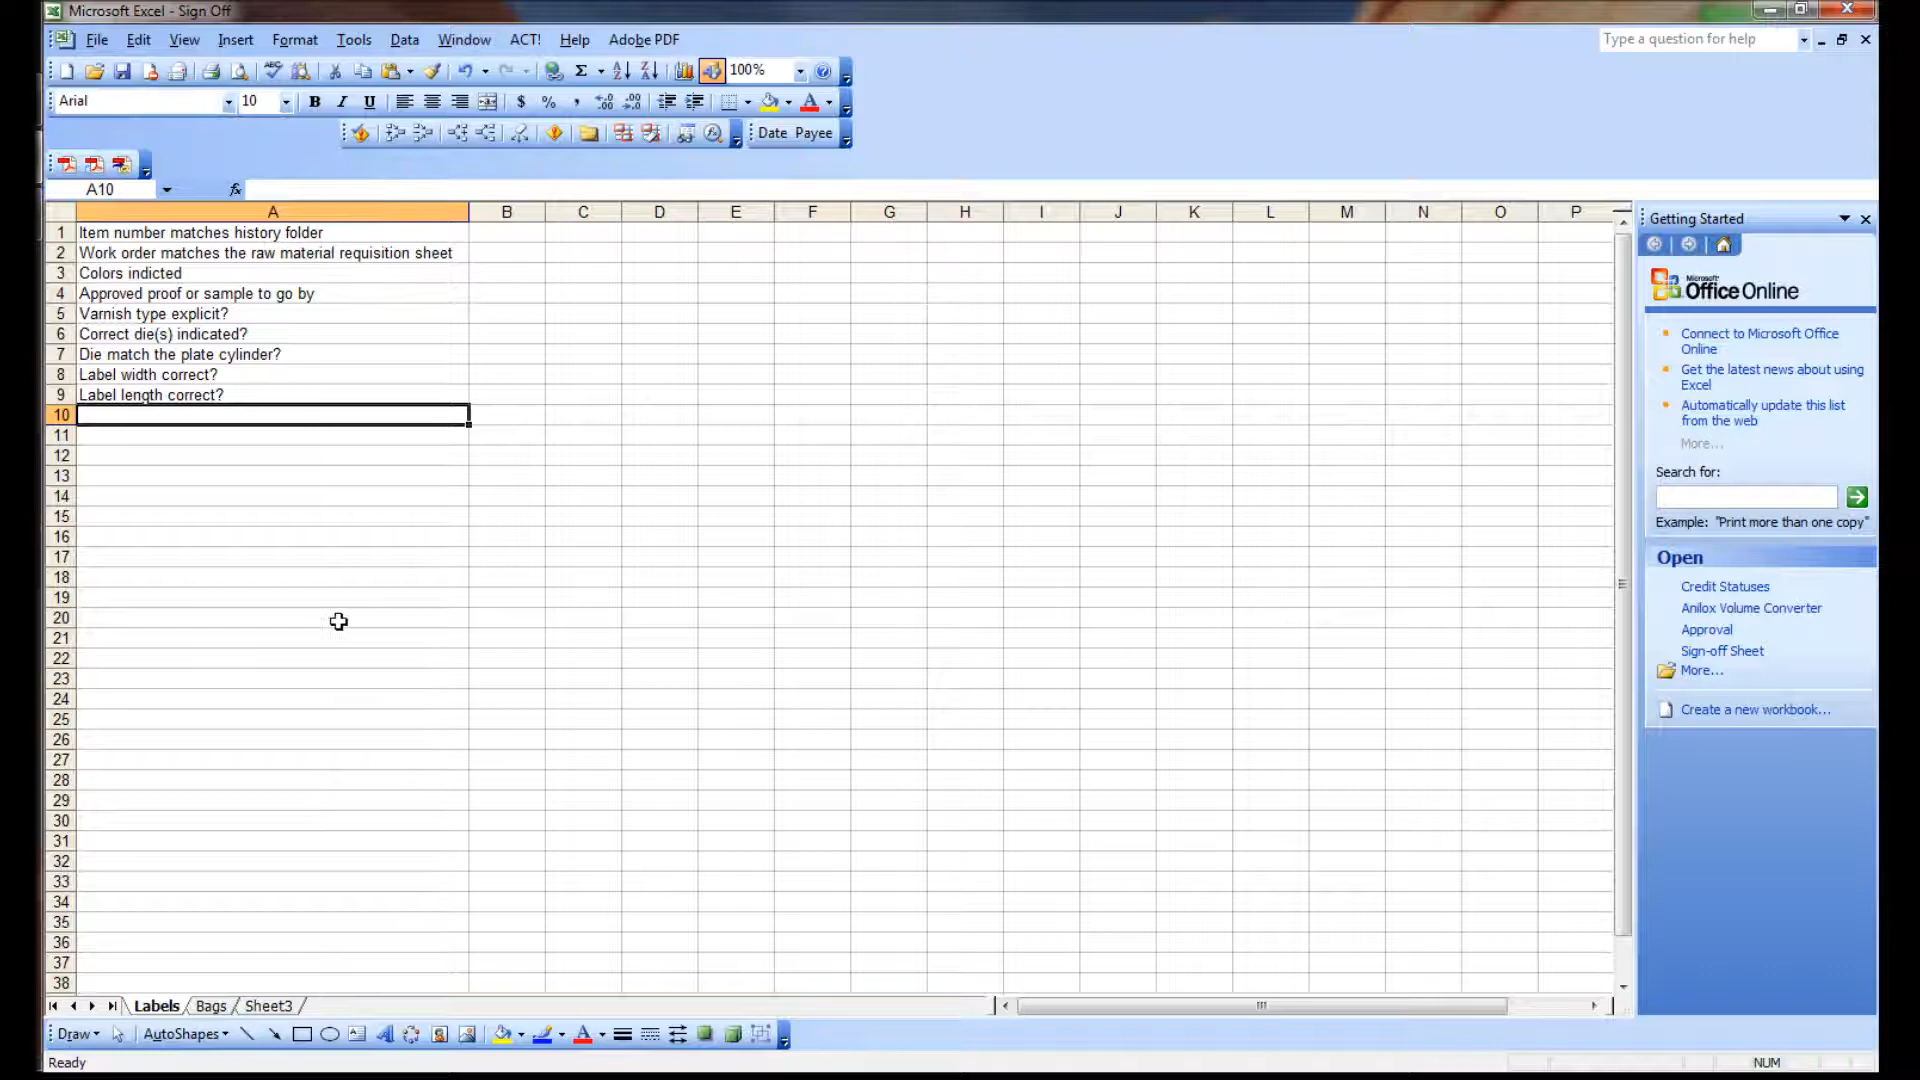 Microsoft Excel - Sign Off
File Edit View Insert Format Tools Data Window ACT! Help Adobe PDF
Type a question for help
100%
Arial 10
Date Payee
A10
A B C D E F G H I J K L M N O P
1 Item number matches history folder
2 Work order matches the raw material requisition sheet
3 Colors indicted
4 Approved proof or sample to go by
5 Varnish type explicit?
6 Correct die(s) indicated?
7 Die match the plate cylinder?
8 Label width correct?
9 Label length correct?
10
11
12
13
14
15
16
17
18
19
20
21
22
23
24
25
26
27
28
29
30
31
32
33
34
35
36
37
38
Getting Started
Microsoft
Office Online
Connect to Microsoft Office
Online
Get the latest news about using
Excel
Automatically update this list
from the web
More...
Search for:
Example: "Print more than one copy"
Open
Credit Statuses
Anilox Volume Converter
Approval
Sign-off Sheet
More...
Create a new workbook...
Labels Bags Sheet3
Draw AutoShapes
Ready NUM